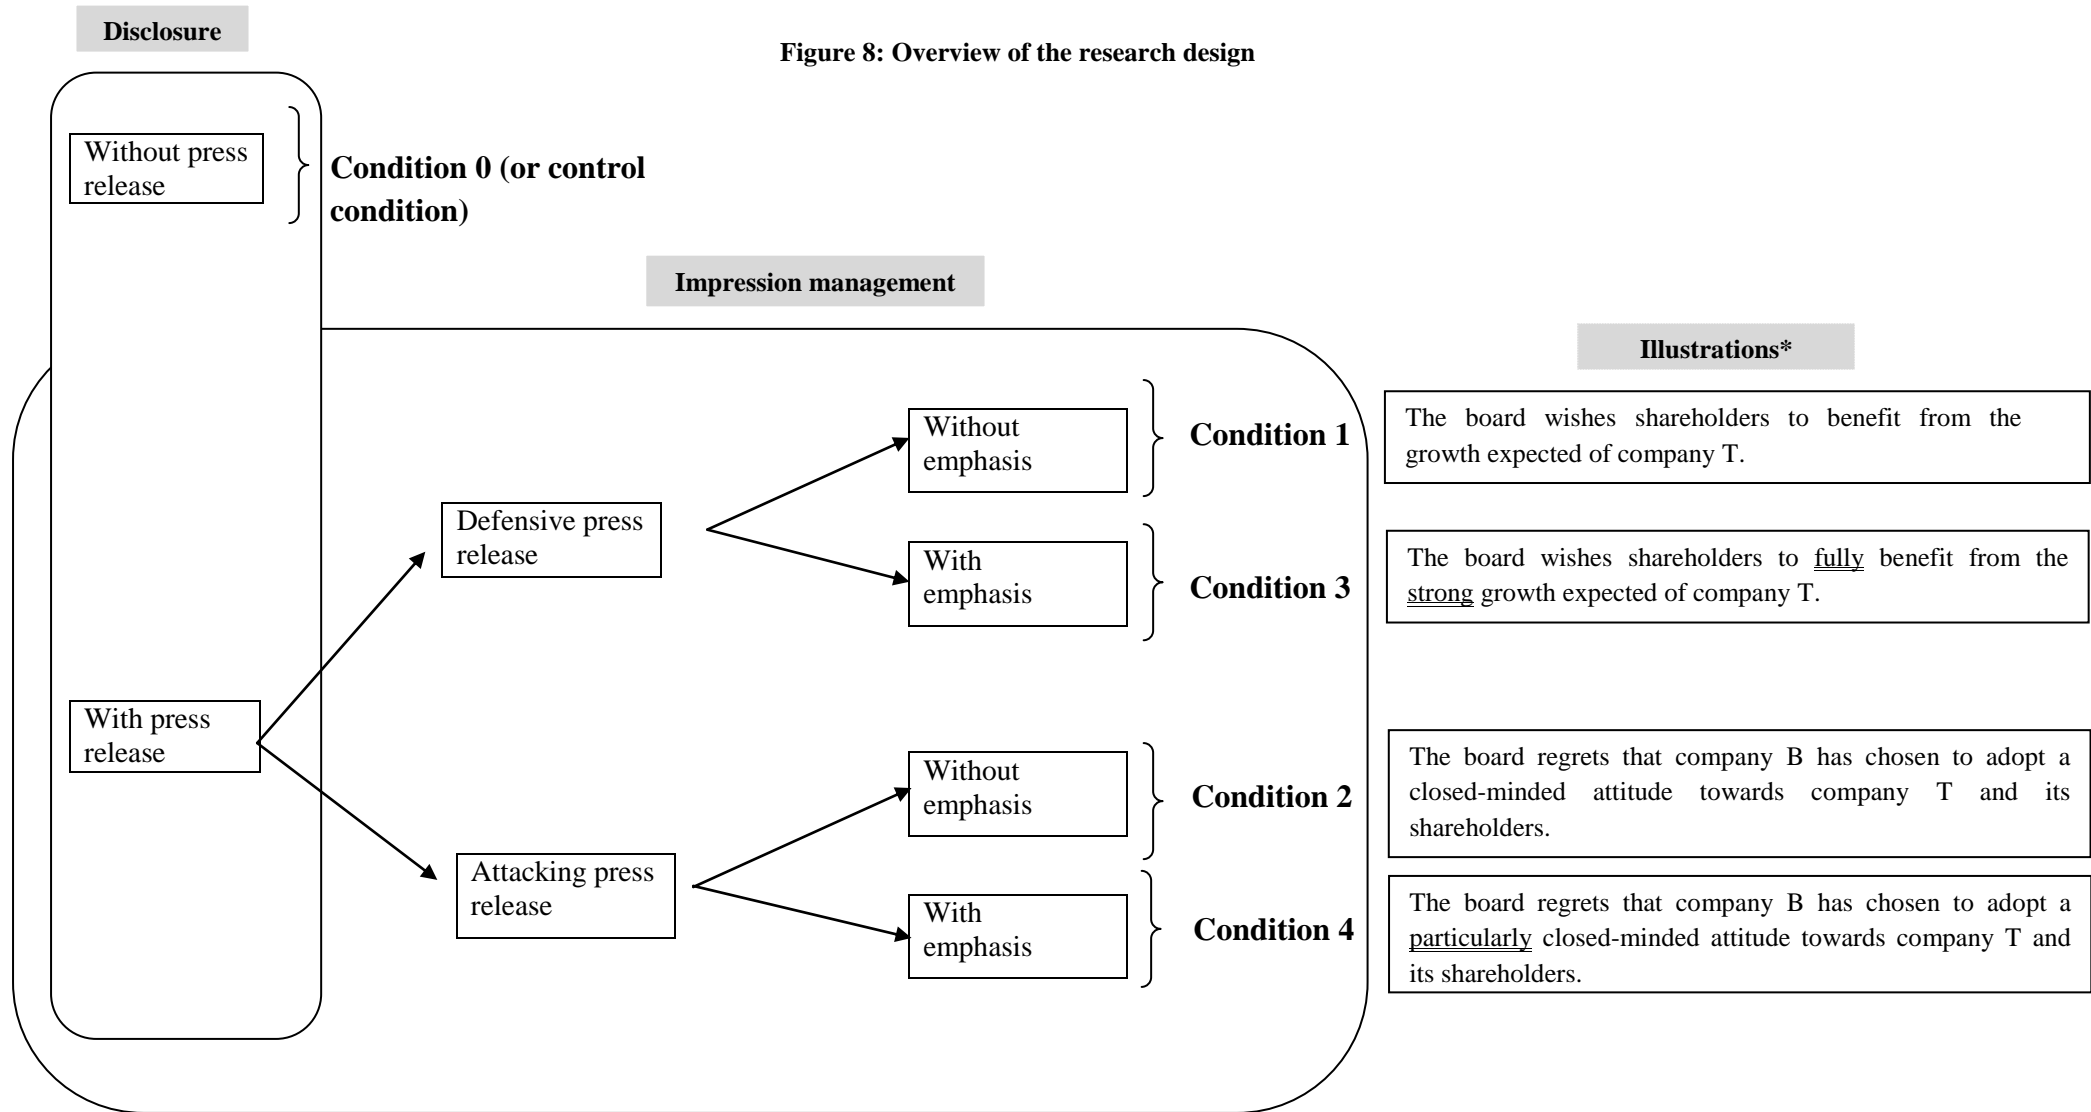 Disclosure
Figure 8: Overview of the research design
Without press
release
Condition 0 (or control
condition)
Impression management
Illustrations*
Without
emphasis
Condition 1
The board wishes shareholders to benefit from the
growth expected of company T.
Defensive press
release
With
emphasis
Condition 3
The board wishes shareholders to fully benefit from the
strong growth expected of company T.
With press
release
Without
emphasis
Condition 2
The board regrets that company B has chosen to adopt a
closed-minded attitude towards company T and its
shareholders.
Attacking press
release
With
emphasis
Condition 4
The board regrets that company B has chosen to adopt a
particularly closed-minded attitude towards company T and
its shareholders.